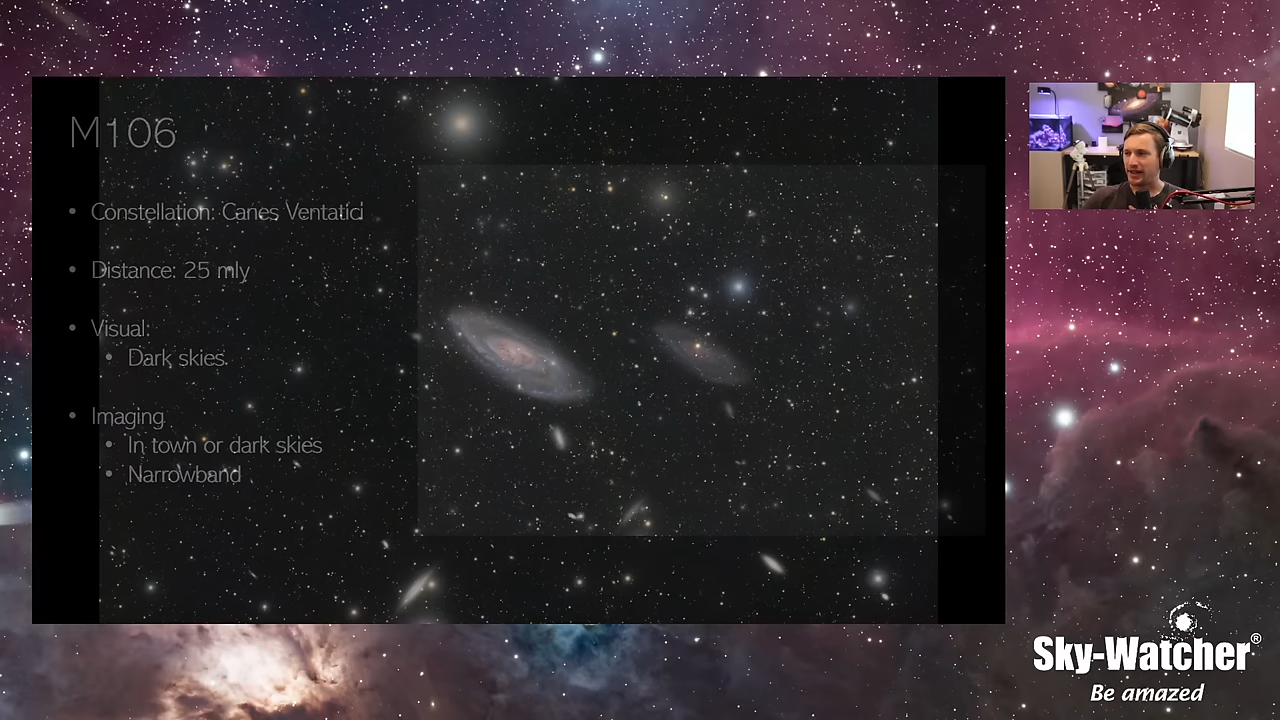 M106
• Constellation: Canes Ventatici
• Distance: 25 mly
• Visual:
• Dark skies
• Imaging
• In town or dark skies
• Narrowband
Sky-Watcher®
Be amazed